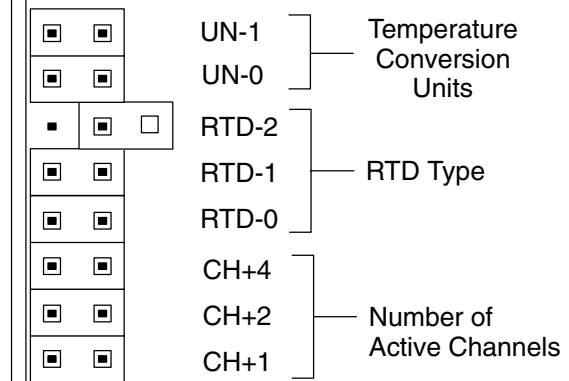 UN-1
UN-0
Temperature
Conversion
Units
RTD-2
RTD-1
RTD-0
RTD Type
CH+4
CH+2
CH+1
Number of
Active Channels